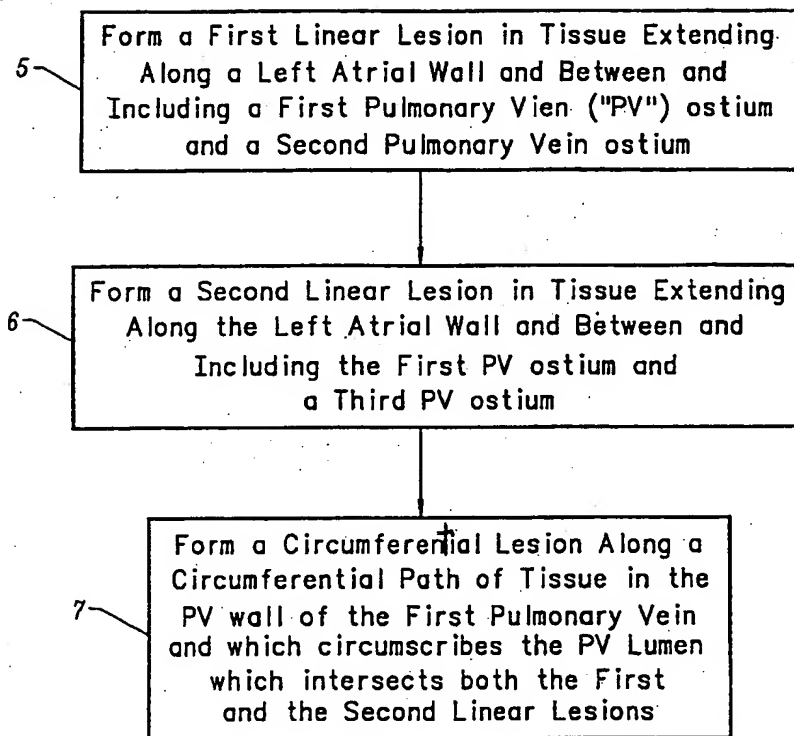 5
Form a First Linear Lesion in Tissue Extending
Along a Left Atrial Wall and Between and
Including a First Pulmonary Vien ("PV") ostium
and a Second Pulmonary Vein ostium
6
Form a Second Linear Lesion in Tissue Extending
Along the Left Atrial Wall and Between and
Including the First PV ostium and
a Third PV ostium
7
Form a Circumferential Lesion Along a
Circumferential Path of Tissue in the
PV wall of the First Pulmonary Vein
and which circumscribes the PV Lumen
which intersects both the First
and the Second Linear Lesions